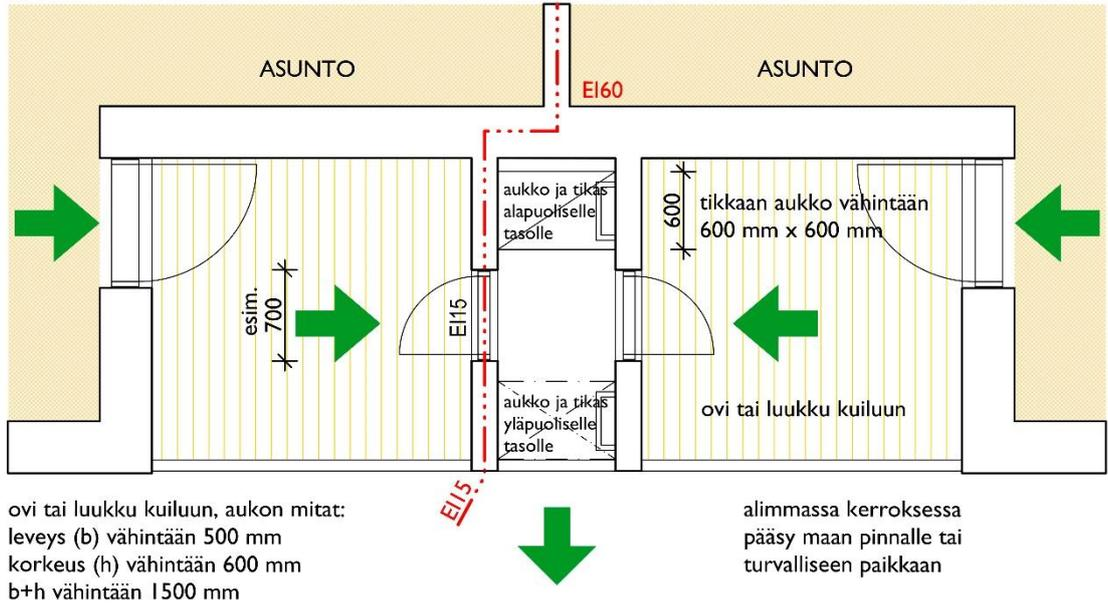 ASUNTO
ASUNTO
EI60
aukko ja tikas
alapuoliselle
tasolle
600
tikkaan aukko vähintään
600 mm x 600 mm
esim.
700
EI15
aukko ja tikas
yläpuoliselle
tasolle
ovi tai luukku kuiluun
EI15
ovi tai luukku kuiluun, aukon mitat:
leveys (b) vähintään 500 mm
korkeus (h) vähintään 600 mm
b+h vähintään 1500 mm
alimmassa kerroksessa
pääsy maan pinnalle tai
turvalliseen paikkaan